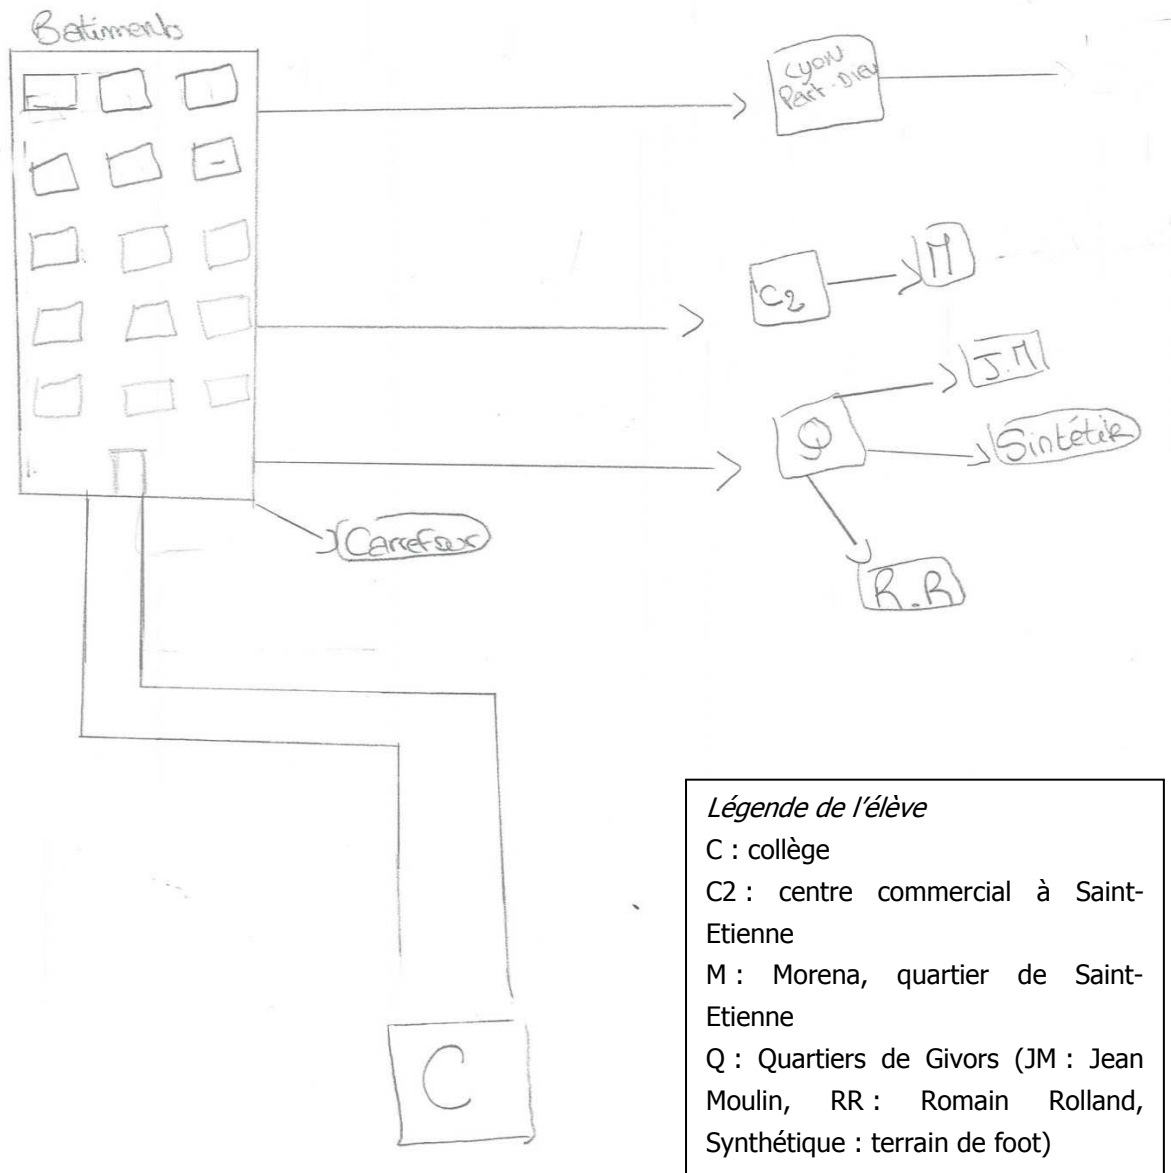 Batiments
Lyon
Part-Dieu
C2
M
J.M
Q
Sintétik
Carrefour
R.R
C
Légende de l'élève
C : collège
C2 : centre commercial à Saint-
Etienne
M : Morena, quartier de Saint-
Etienne
Q : Quartiers de Givors (JM : Jean
Moulin, RR : Romain Rolland,
Synthétique : terrain de foot)